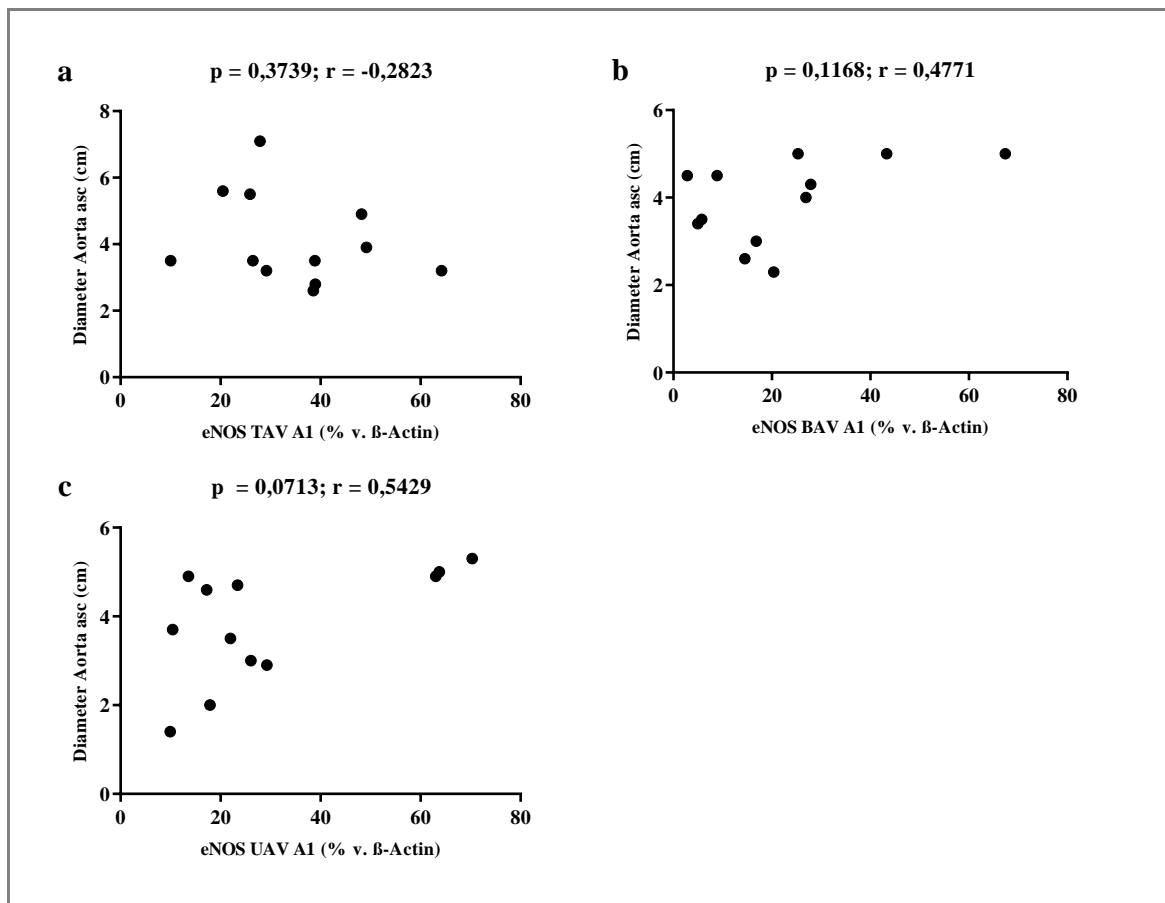 a
p = 0,3739; r = -0,2823
8
6
4
2
0
Diameter Aorta asc (cm)
0 20 40 60 80
eNOS TAV A1 (% v. ß-Actin)
b
p = 0,1168; r = 0,4771
6
4
2
0
Diameter Aorta asc (cm)
0 20 40 60 80
eNOS BAV A1 (% v. ß-Actin)
c
p = 0,0713; r = 0,5429
6
4
2
0
Diameter Aorta asc (cm)
0 20 40 60 80
eNOS UAV A1 (% v. ß-Actin)